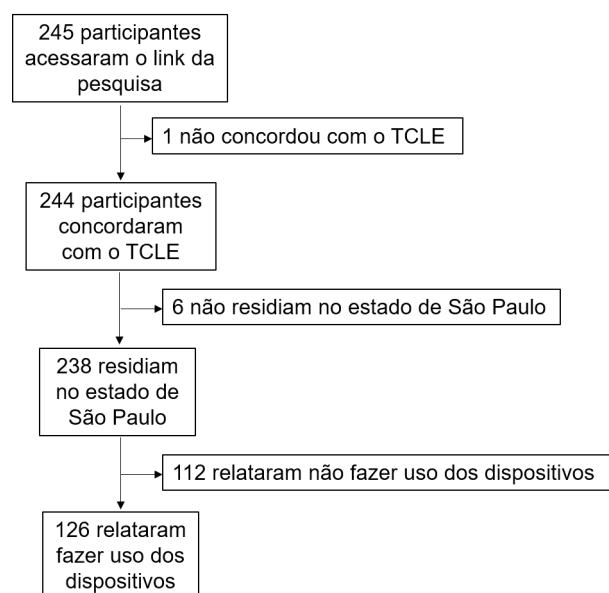 245 participantes
acessaram o link da
pesquisa
1 não concordou com o TCLE
244 participantes
concordaram
com o TCLE
6 não residiam no estado de São Paulo
238 residiam
no estado de
São Paulo
112 relataram não fazer uso dos dispositivos
126 relataram
fazer uso dos
dispositivos